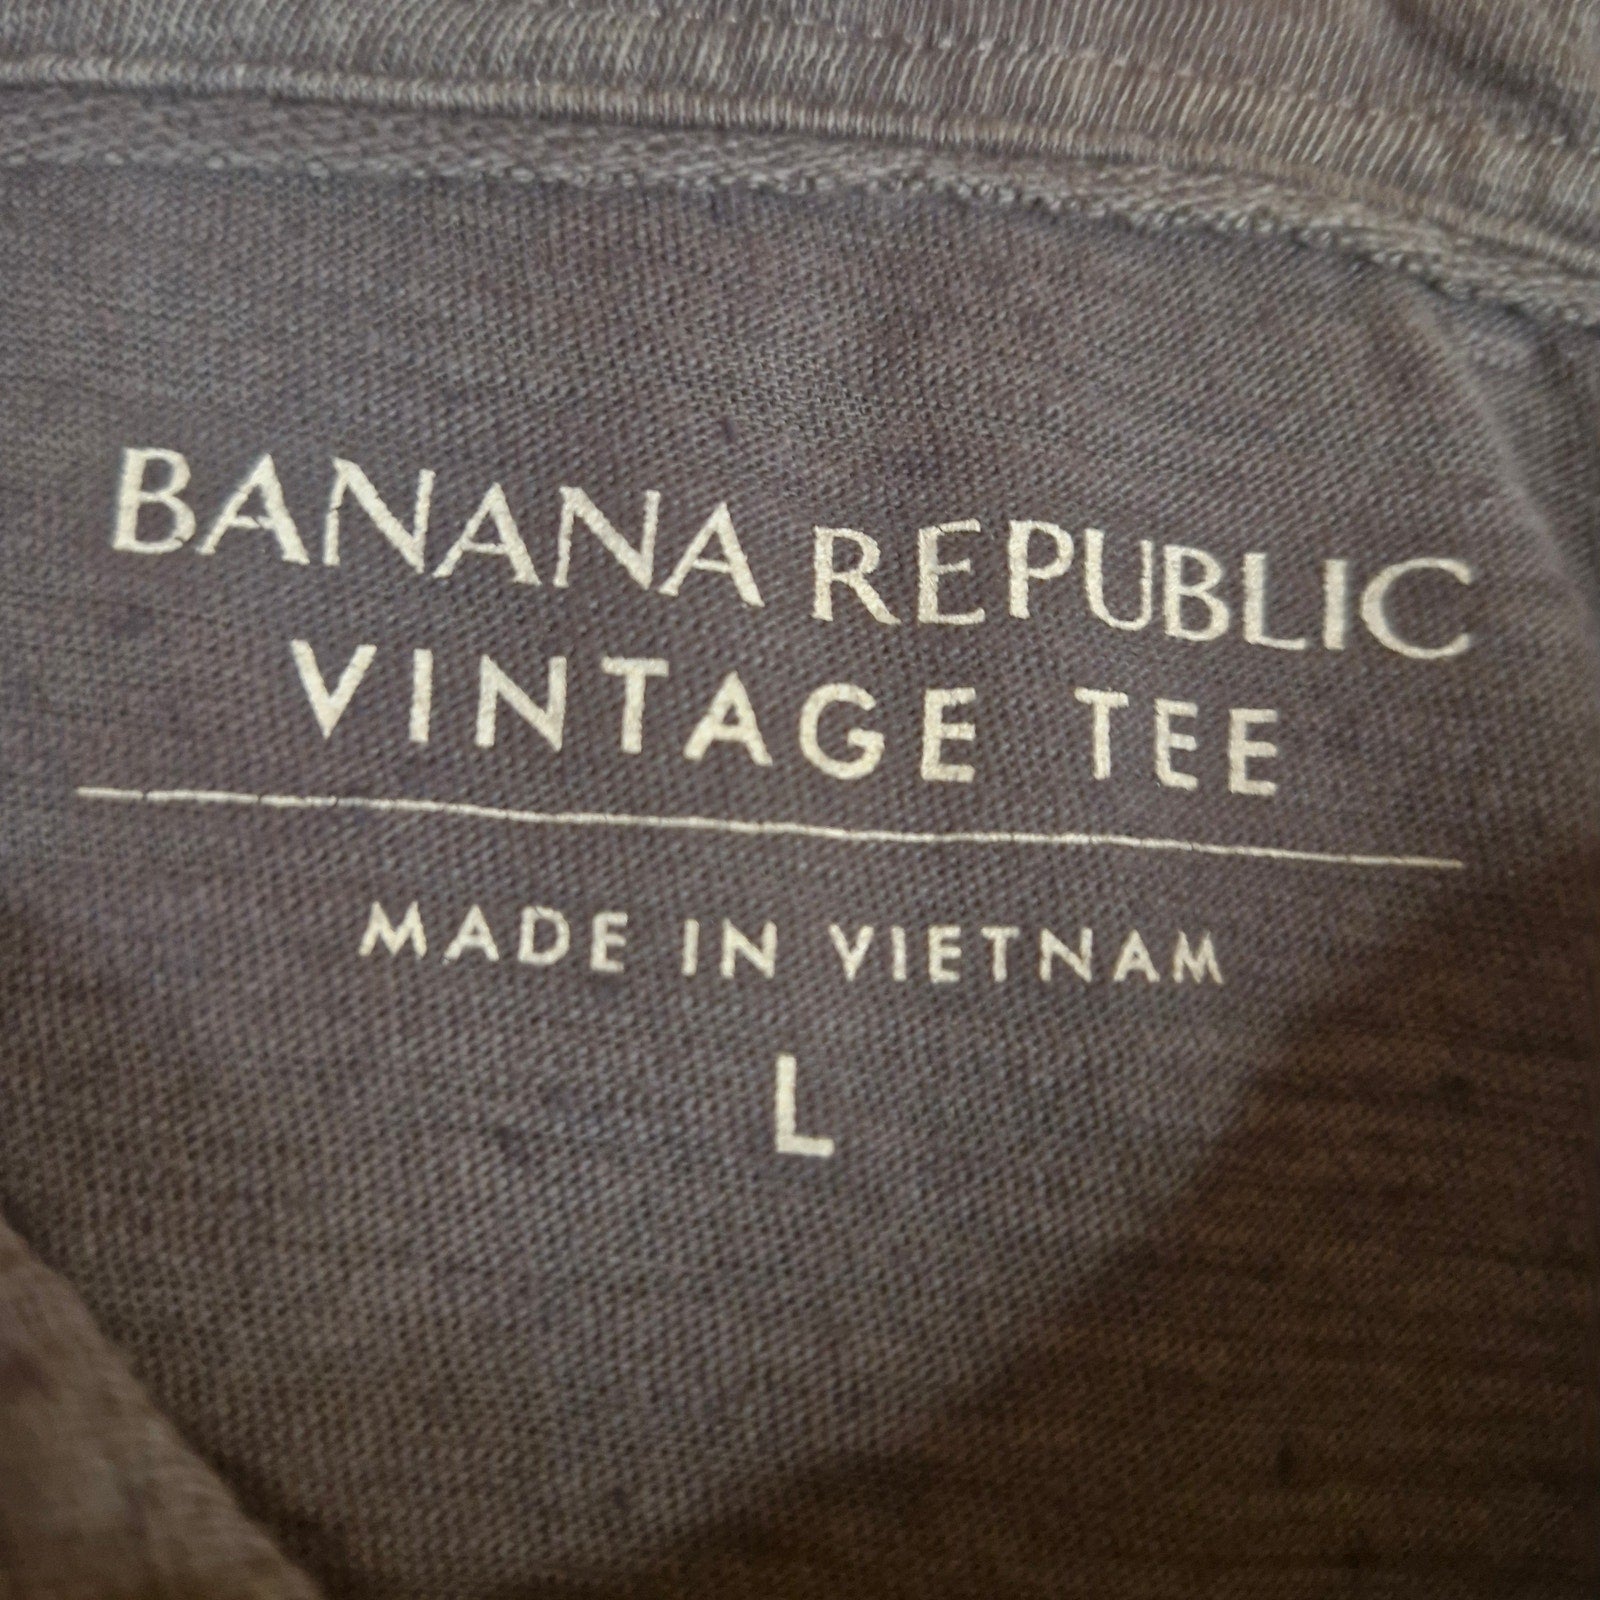 BANANA REPUBLIC
VINTAGE TEE
MADE IN VIETNAM
L